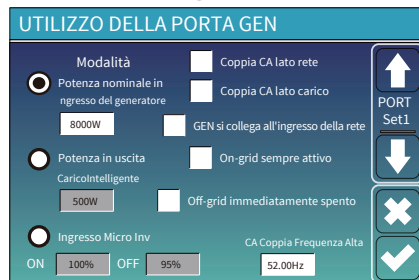 UTILIZZO DELLA PORTA GEN
Modalità
Potenza nominale in
ngresso del generatore
8000W
Coppia CA lato rete
Coppia CA lato carico
GEN si collega all'ingresso della rete
Potenza in uscita
CaricoIntelligente
500W
On-grid sempre attivo
Off-grid immediatamente spento
Ingresso Micro Inv
ON 100% OFF 95%
CA Coppia Frequenza Alta
52.00Hz
PORT
Set1